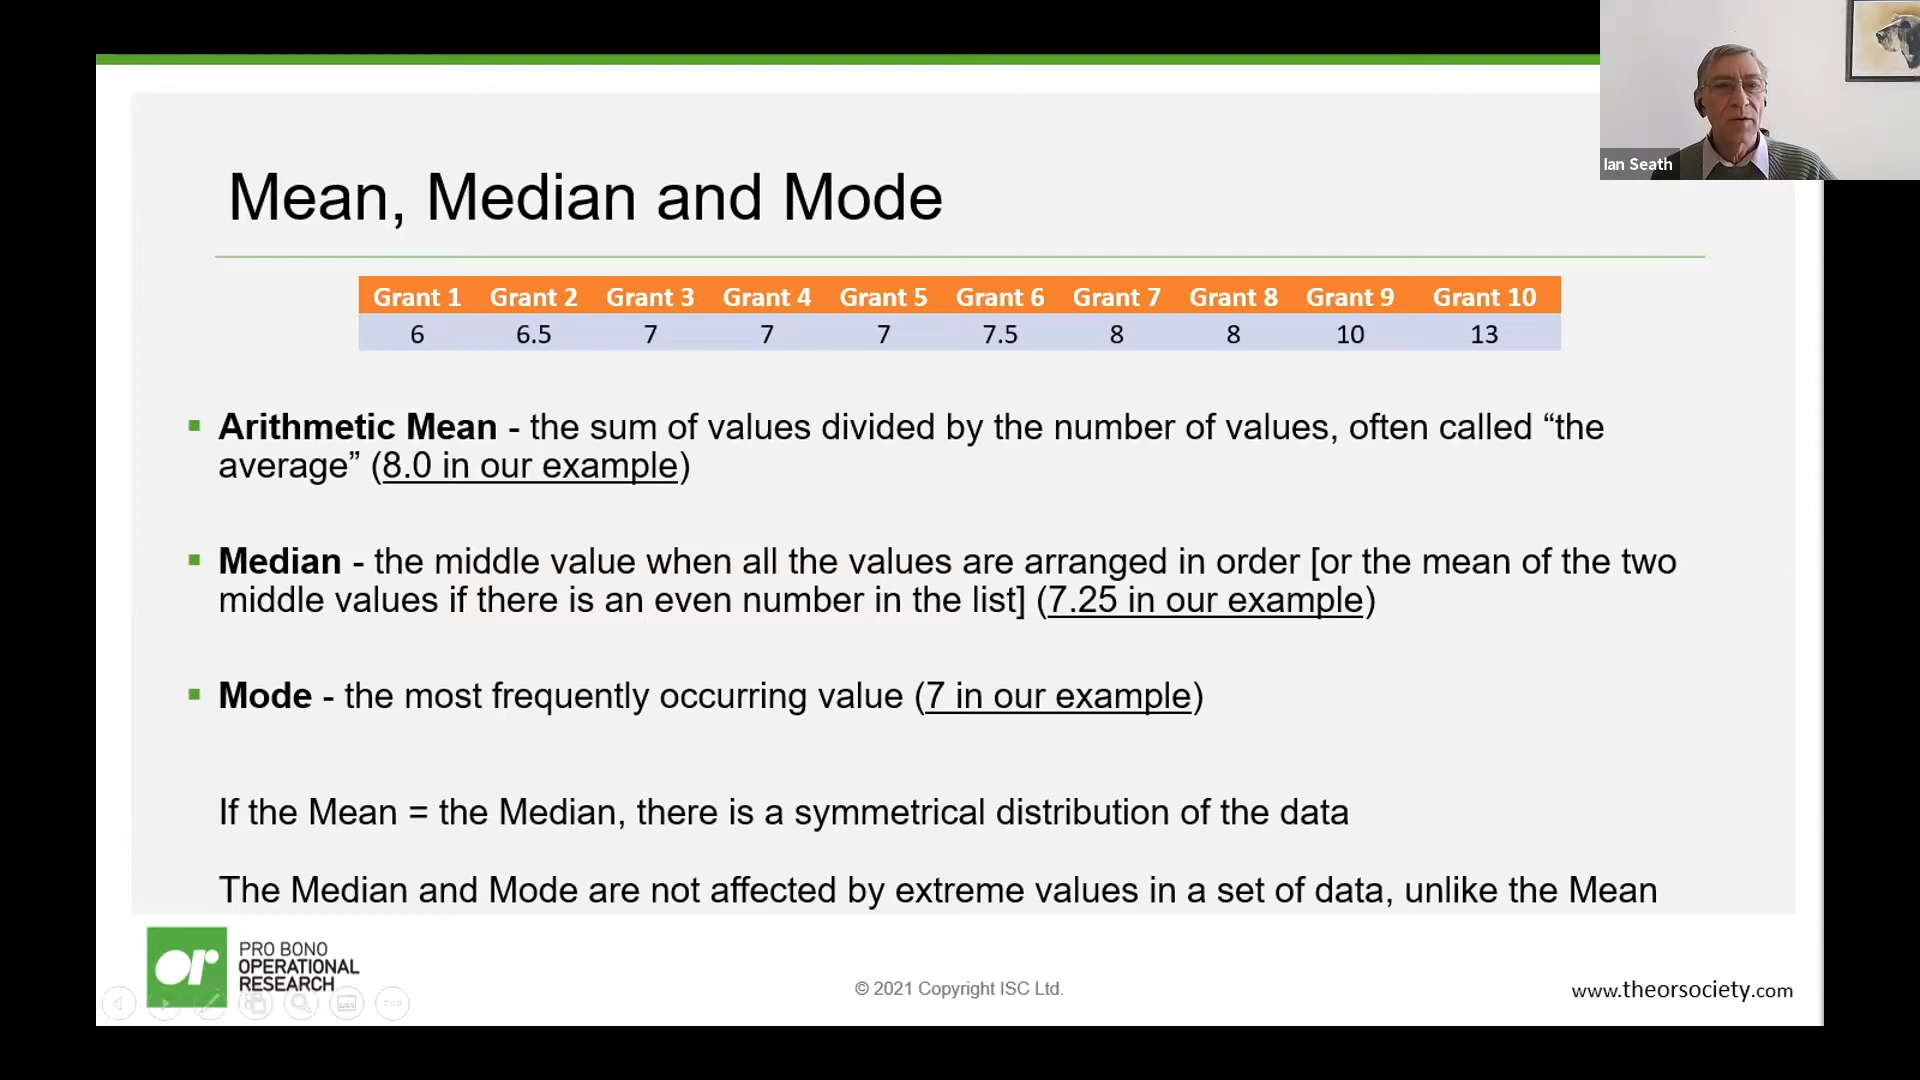 Ian Seath
Mean, Median and Mode
Grant 1 Grant 2 Grant 3 Grant 4 Grant 5 Grant 6 Grant 7 Grant 8 Grant 9 Grant 10
6 6.5 7 7 7 7.5 8 8 10 13
▪ Arithmetic Mean - the sum of values divided by the number of values, often called “the
average” (8.0 in our example)
▪ Median - the middle value when all the values are arranged in order [or the mean of the two
middle values if there is an even number in the list] (7.25 in our example)
▪ Mode - the most frequently occurring value (7 in our example)
If the Mean = the Median, there is a symmetrical distribution of the data
The Median and Mode are not affected by extreme values in a set of data, unlike the Mean
or
PRO BONO
OPERATIONAL
RESEARCH
© 2021 Copyright ISC Ltd.
www.theorsociety.com